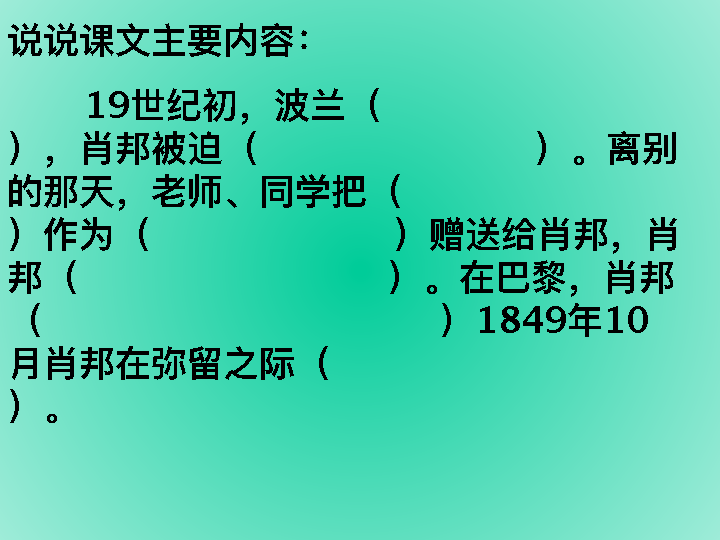 说说课文主要内容：
19世纪初，波兰（
），肖邦被迫（ ）。离别
的那天，老师、同学把（
）作为（ ）赠送给肖邦，肖
邦（ ）。在巴黎，肖邦
（ ）1849年10
月肖邦在弥留之际（
）。